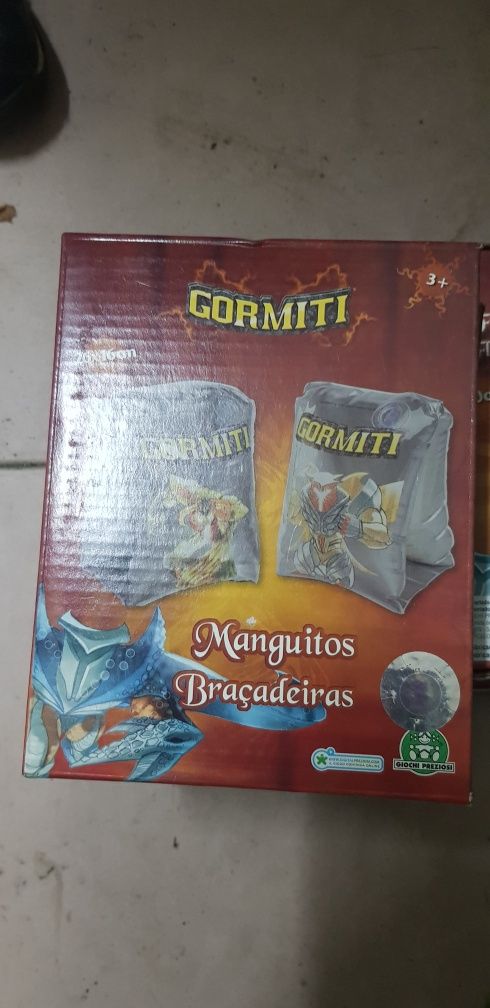 GORMITI
3+
GORMITI
GORMITI
Manguitos
Braçadeiras
GIOCHI PREZIOSI